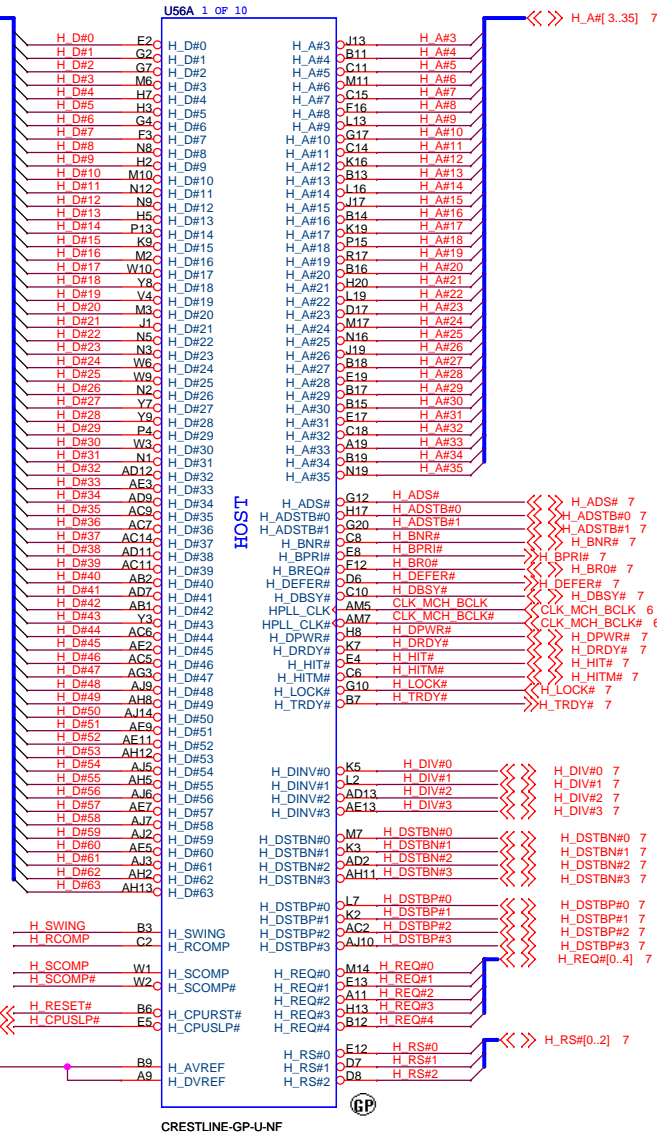 U56A 1 OF 10
H_A#[3..35] 7
H_D#0 E2 H_D#0
H_D#1 G2 H_D#1
H_D#2 G7 H_D#2
H_D#3 M6 H_D#3
H_D#4 H7 H_D#4
H_D#5 H3 H_D#5
H_D#6 G4 H_D#6
H_D#7 F3 H_D#7
H_D#8 N8 H_D#8
H_D#9 H2 H_D#9
H_D#10 M10 H_D#10
H_D#11 N12 H_D#11
H_D#12 N9 H_D#12
H_D#13 H5 H_D#13
H_D#14 P13 H_D#14
H_D#15 K9 H_D#15
H_D#16 M2 H_D#16
H_D#17 W10 H_D#17
H_D#18 Y8 H_D#18
H_D#19 V4 H_D#19
H_D#20 M3 H_D#20
H_D#21 J1 H_D#21
H_D#22 N5 H_D#22
H_D#23 N3 H_D#23
H_D#24 W6 H_D#24
H_D#25 W9 H_D#25
H_D#26 N2 H_D#26
H_D#27 Y7 H_D#27
H_D#28 Y9 H_D#28
H_D#29 P4 H_D#29
H_D#30 W3 H_D#30
H_D#31 N1 H_D#31
H_D#32 AD12 H_D#32
H_D#33 AE3 H_D#33
H_D#34 AD9 H_D#34
H_D#35 AC9 H_D#35
H_D#36 AC7 H_D#36
H_D#37 AC14 H_D#37
H_D#38 AD11 H_D#38
H_D#39 AC11 H_D#39
H_D#40 AB2 H_D#40
H_D#41 AD7 H_D#41
H_D#42 AB1 H_D#42
H_D#43 Y3 H_D#43
H_D#44 AC6 H_D#44
H_D#45 AE2 H_D#45
H_D#46 AC5 H_D#46
H_D#47 AG3 H_D#47
H_D#48 AJ9 H_D#48
H_D#49 AH8 H_D#49
H_D#50 AJ14 H_D#50
H_D#51 AE9 H_D#51
H_D#52 AE11 H_D#52
H_D#53 AH12 H_D#53
H_D#54 AJ5 H_D#54
H_D#55 AH5 H_D#55
H_D#56 AJ6 H_D#56
H_D#57 AE7 H_D#57
H_D#58 AJ7 H_D#58
H_D#59 AJ2 H_D#59
H_D#60 AE5 H_D#60
H_D#61 AJ3 H_D#61
H_D#62 AH2 H_D#62
H_D#63 AH13 H_D#63
H_SWING B3 H_SWING
H_RCOMP C2 H_RCOMP
H_SCOMP W1 H_SCOMP
H_SCOMP# W2 H_SCOMP#
H_RESET# B6 H_CPURST#
H_CPUSLP# E5 H_CPUSLP#
B9 H_AVREF
A9 H_DVREF
HOST
H_A#3 J13 H_A#3
H_A#4 B11 H_A#4
H_A#5 C11 H_A#5
H_A#6 M11 H_A#6
H_A#7 C15 H_A#7
H_A#8 F16 H_A#8
H_A#9 L13 H_A#9
H_A#10 G17 H_A#10
H_A#11 C14 H_A#11
H_A#12 K16 H_A#12
H_A#13 B13 H_A#13
H_A#14 L16 H_A#14
H_A#15 J17 H_A#15
H_A#16 B14 H_A#16
H_A#17 K19 H_A#17
H_A#18 P15 H_A#18
H_A#19 R17 H_A#19
H_A#20 B16 H_A#20
H_A#21 H20 H_A#21
H_A#22 L19 H_A#22
H_A#23 D17 H_A#23
H_A#24 M17 H_A#24
H_A#25 N16 H_A#25
H_A#26 J19 H_A#26
H_A#27 B18 H_A#27
H_A#28 E19 H_A#28
H_A#29 B17 H_A#29
H_A#30 B15 H_A#30
H_A#31 E17 H_A#31
H_A#32 C18 H_A#32
H_A#33 A19 H_A#33
H_A#34 B19 H_A#34
H_A#35 N19 H_A#35
H_ADS# G12 H_ADS# H_ADS# 7
H_ADSTB#0 H17 H_ADSTB#0 H_ADSTB#0 7
H_ADSTB#1 G20 H_ADSTB#1 H_ADSTB#1 7
H_BNR# C8 H_BNR# H_BNR# 7
H_BPRI# E8 H_BPRI# H_BPRI# 7
H_BREQ# F12 H_BR0# H_BR0# 7
H_DEFER# D6 H_DEFER# H_DEFER# 7
H_DBSY# C10 H_DBSY# H_DBSY# 7
HPLL_CLK AM5 CLK_MCH_BCLK CLK_MCH_BCLK 6
HPLL_CLK# AM7 CLK_MCH_BCLK# CLK_MCH_BCLK# 6
H_DPWR# H8 H_DPWR# H_DPWR# 7
H_DRDY# K7 H_DRDY# H_DRDY# 7
H_HIT# E4 H_HIT# H_HIT# 7
H_HITM# C6 H_HITM# H_HITM# 7
H_LOCK# G10 H_LOCK# H_LOCK# 7
H_TRDY# B7 H_TRDY# H_TRDY# 7
H_DINV#0 K5 H_DIV#0 H_DIV#0 7
H_DINV#1 L2 H_DIV#1 H_DIV#1 7
H_DINV#2 AD13 H_DIV#2 H_DIV#2 7
H_DINV#3 AE13 H_DIV#3 H_DIV#3 7
H_DSTBN#0 M7 H_DSTBN#0 H_DSTBN#0 7
H_DSTBN#1 K3 H_DSTBN#1 H_DSTBN#1 7
H_DSTBN#2 AD2 H_DSTBN#2 H_DSTBN#2 7
H_DSTBN#3 AH11 H_DSTBN#3 H_DSTBN#3 7
H_DSTBP#0 L7 H_DSTBP#0 H_DSTBP#0 7
H_DSTBP#1 K2 H_DSTBP#1 H_DSTBP#1 7
H_DSTBP#2 AC2 H_DSTBP#2 H_DSTBP#2 7
H_DSTBP#3 AJ10 H_DSTBP#3 H_DSTBP#3 7
H_REQ#[0..4] 7
H_REQ#0 M14 H_REQ#0
H_REQ#1 E13 H_REQ#1
H_REQ#2 A11 H_REQ#2
H_REQ#3 H13 H_REQ#3
H_REQ#4 B12 H_REQ#4
H_RS#[0..2] 7
H_RS#0 E12 H_RS#0
H_RS#1 D7 H_RS#1
H_RS#2 D8 H_RS#2
GP
CRESTLINE-GP-U-NF